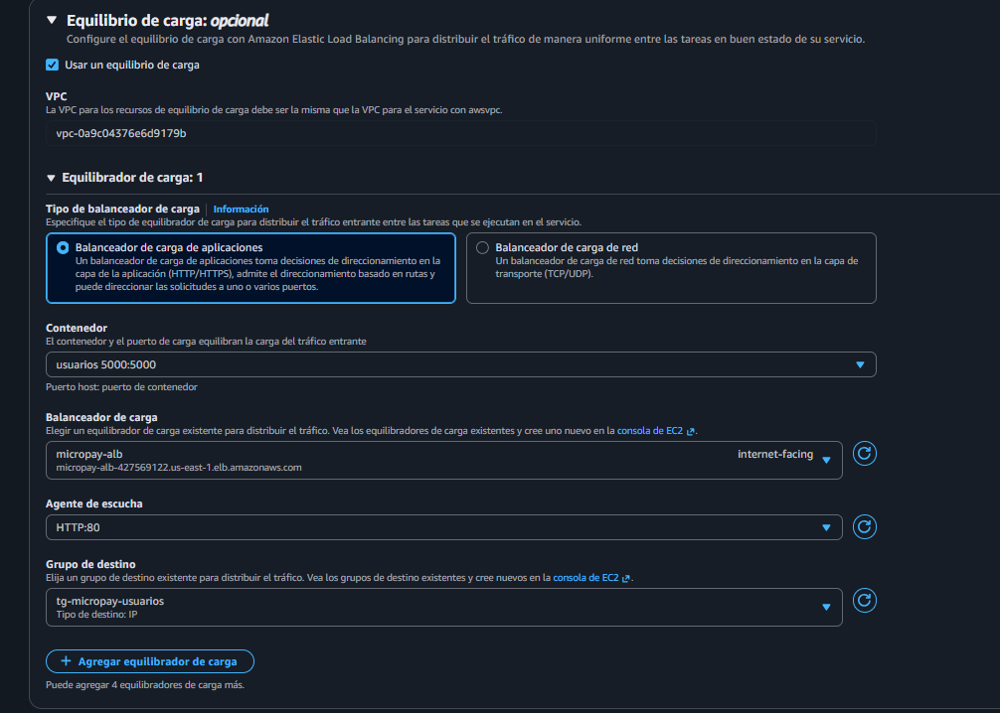 Equilibrio de carga: opcional
Configure el equilibrio de carga con Amazon Elastic Load Balancing para distribuir el tráfico de manera uniforme entre las tareas en buen estado de su servicio.
Usar un equilibrio de carga
VPC
La VPC para los recursos de equilibrio de carga debe ser la misma que la VPC para el servicio con awsvpc.
vpc-0a9c04376e6d9179b
Equilibrador de carga: 1
Tipo de balanceador de carga | Información
Especifique el tipo de equilibrador de carga para distribuir el tráfico entrante entre las tareas que se ejecutan en el servicio.
Balanceador de carga de aplicaciones
Un balanceador de carga de aplicaciones toma decisiones de direccionamiento en la
capa de la aplicación (HTTP/HTTPS), admite el direccionamiento basado en rutas y
puede direccionar las solicitudes a uno o varios puertos.
Balanceador de carga de red
Un balanceador de carga de red toma decisiones de direccionamiento en la capa de
transporte (TCP/UDP).
Contenedor
El contenedor y el puerto de carga equilibran la carga del tráfico entrante
usuarios 5000:5000
Puerto host: puerto de contenedor
Balanceador de carga
Elegir un equilibrador de carga existente para distribuir el tráfico. Vea los equilibradores de carga existentes y cree uno nuevo en la consola de EC2.
micropay-alb internet-facing
micropay-alb-427569122.us-east-1.elb.amazonaws.com
Agente de escucha
HTTP:80
Grupo de destino
Elija un grupo de destino existente para distribuir el tráfico. Vea los grupos de destino existentes y cree nuevos en la consola de EC2.
tg-micropay-usuarios
Tipo de destino: IP
Agregar equilibrador de carga
Puede agregar 4 equilibradores de carga más.